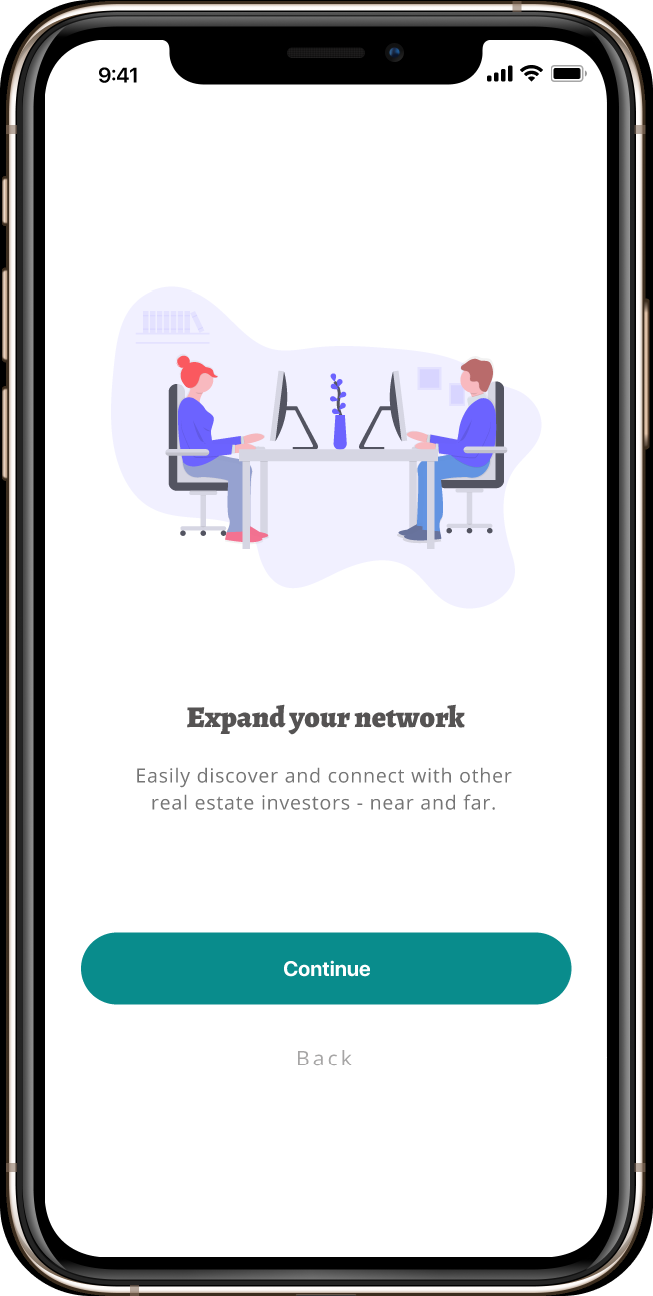 9:41
Expand your network
Easily discover and connect with other
real estate investors - near and far.
Continue
Back